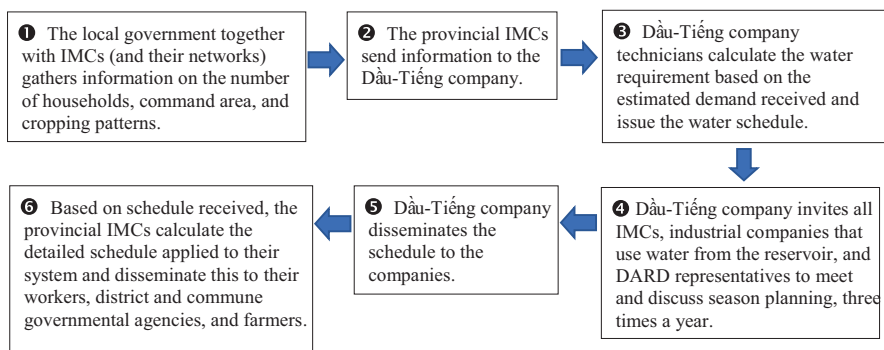 ❶ The local government together
with IMCs (and their networks)
gathers information on the number
of households, command area, and
cropping patterns.
❷ The provincial IMCs
send information to the
Dầu-Tiếng company.
❸ Dầu-Tiếng company
technicians calculate the water
requirement based on the
estimated demand received and
issue the water schedule.
❹ Dầu-Tiếng company invites all
IMCs, industrial companies that
use water from the reservoir, and
DARD representatives to meet
and discuss season planning, three
times a year.
❺ Dầu-Tiếng company
disseminates the
schedule to the
companies.
❻ Based on schedule received, the
provincial IMCs calculate the
detailed schedule applied to their
system and disseminate this to their
workers, district and commune
governmental agencies, and farmers.